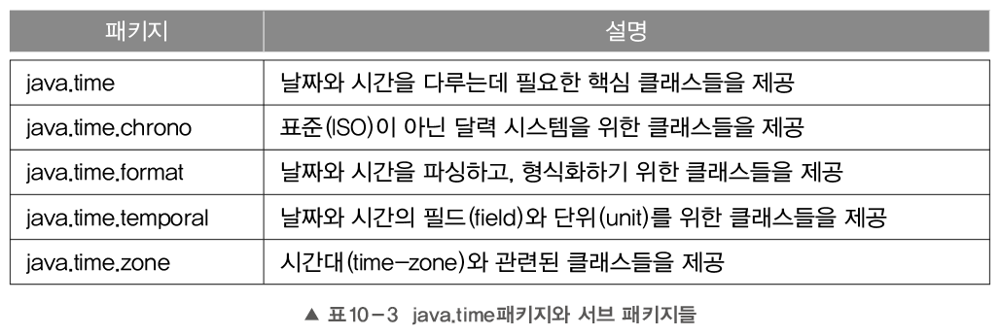 패키지 설명
java.time 날짜와 시간을 다루는데 필요한 핵심 클래스들을 제공
java.time.chrono 표준(ISO)이 아닌 달력 시스템을 위한 클래스들을 제공
java.time.format 날짜와 시간을 파싱하고, 형식화하기 위한 클래스들을 제공
java.time.temporal 날짜와 시간의 필드(field)와 단위(unit)를 위한 클래스들을 제공
java.time.zone 시간대(time-zone)와 관련된 클래스들을 제공
▲ 표10-3 java.time패키지와 서브 패키지들